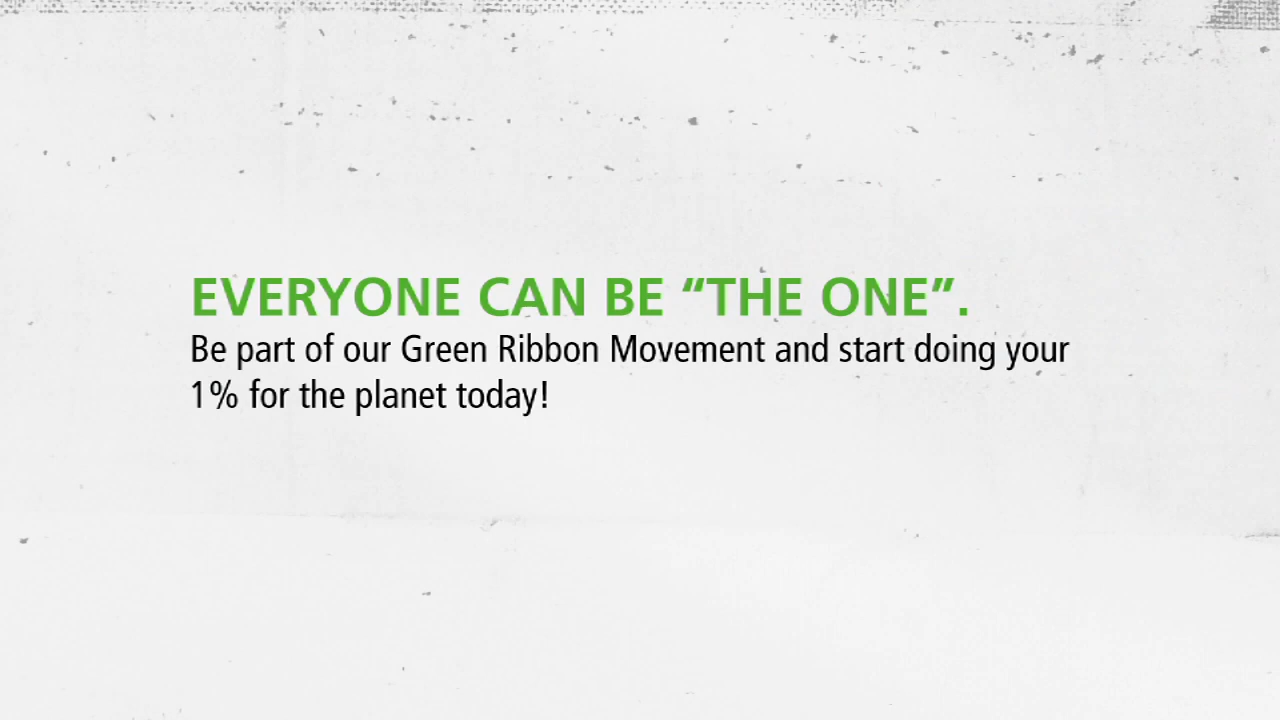 EVERYONE CAN BE “THE ONE”.
Be part of our Green Ribbon Movement and start doing your
1% for the planet today!